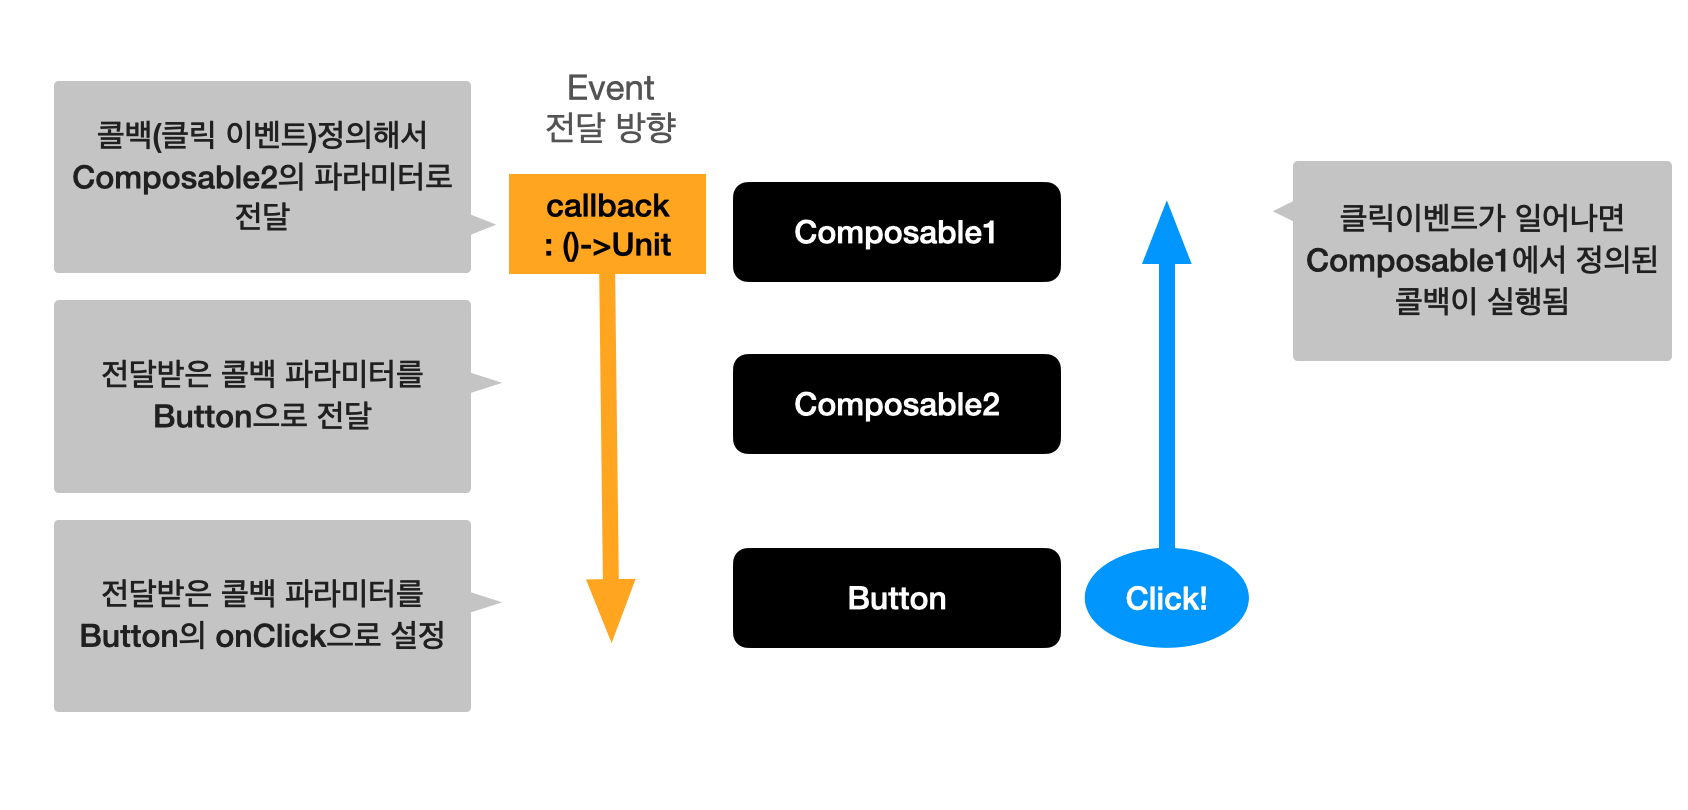 Event
전달 방향
콜백(클릭 이벤트)정의해서
Composable2의 파라미터로
전달
callback
: ()->Unit
Composable1
클릭이벤트가 일어나면
Composable1에서 정의된
콜백이 실행됨
전달받은 콜백 파라미터를
Button으로 전달
Composable2
전달받은 콜백 파라미터를
Button의 onClick으로 설정
Button
Click!